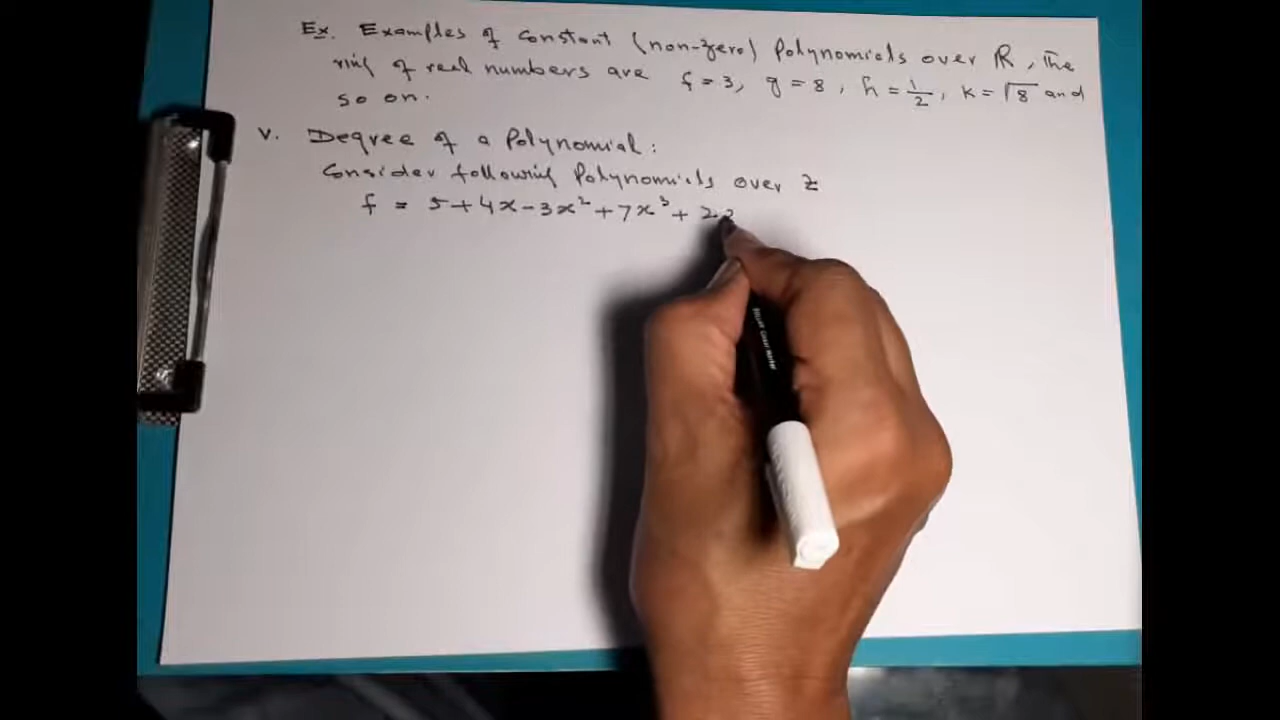 Ex. Examples of Constant (non-zero) Polynomials over R, The
ring of real numbers are f = 3, g = 8, h = 1/2, k = √8 and
so on.
V. Degree of a Polynomial:
Consider following Polynomials over Z
f = 5 + 4x - 3x² + 7x³ + 2